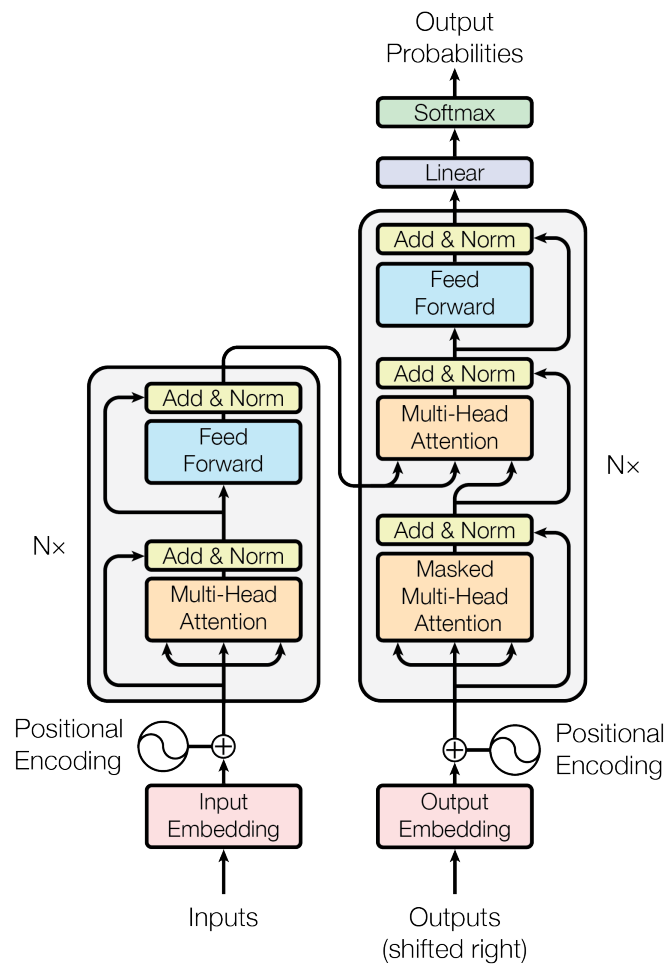 Output
Probabilities
Softmax
Linear
Add & Norm
Feed
Forward
Add & Norm
Multi-Head
Attention
Add & Norm
Masked
Multi-Head
Attention
N×
Add & Norm
Feed
Forward
Add & Norm
Multi-Head
Attention
N×
Positional
Encoding
Positional
Encoding
Input
Embedding
Output
Embedding
Inputs
Outputs
(shifted right)